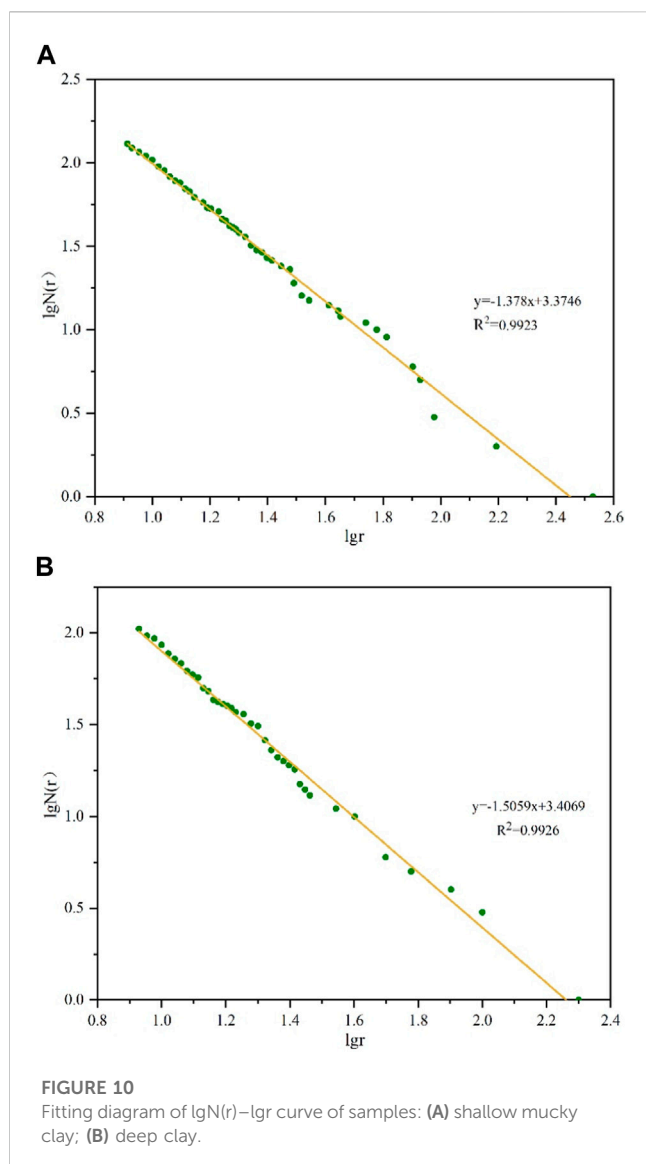 A
2.5
2.0
1.5
1.0
0.5
0.0
lgN(r)
y=-1.378x+3.3746
R²=0.9923
0.8 1.0 1.2 1.4 1.6 1.8 2.0 2.2 2.4 2.6
lgr
B
2.0
1.5
1.0
0.5
0.0
lgN(r)
y=-1.5059x+3.4069
R²=0.9926
0.8 1.0 1.2 1.4 1.6 1.8 2.0 2.2 2.4
lgr
FIGURE 10
Fitting diagram of lgN(r)–lgr curve of samples: (A) shallow mucky
clay; (B) deep clay.